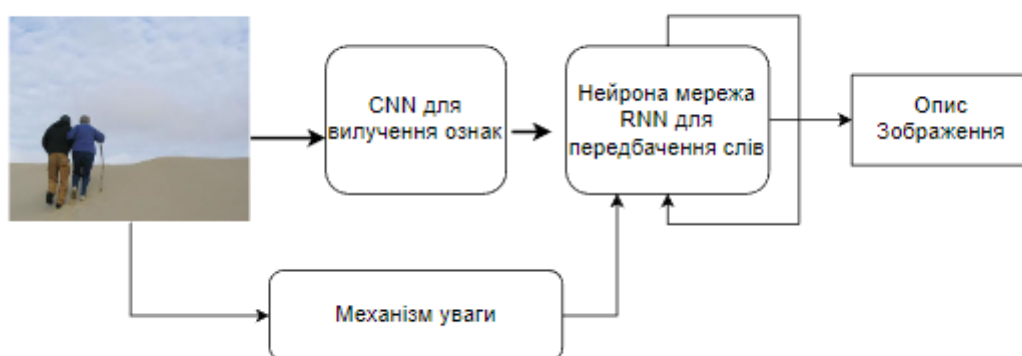 CNN для
вилучення ознак
Нейрона мережа
RNN для
передбачення слів
Опис
Зображення
Механізм уваги